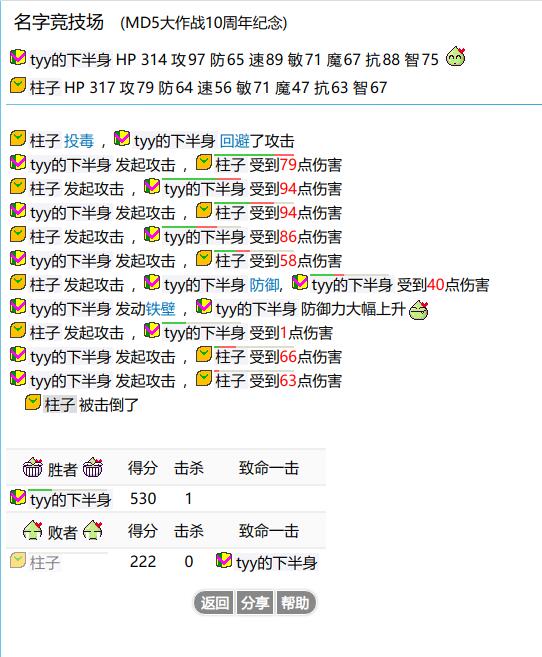 名字竞技场 (MD5大作战10周年纪念)
tyy的下半身 HP 314 攻97 防65 速89 敏71 魔67 抗88 智75
柱子 HP 317 攻79 防64 速56 敏71 魔47 抗63 智67
柱子 投毒 , tyy的下半身 回避了攻击
tyy的下半身 发起攻击 , 柱子 受到79点伤害
柱子 发起攻击 , tyy的下半身 受到94点伤害
tyy的下半身 发起攻击 , 柱子 受到94点伤害
柱子 发起攻击 , tyy的下半身 受到86点伤害
tyy的下半身 发起攻击 , 柱子 受到58点伤害
柱子 发起攻击 , tyy的下半身 防御, tyy的下半身 受到40点伤害
tyy的下半身 发动铁壁 , tyy的下半身 防御力大幅上升
柱子 发起攻击 , tyy的下半身 受到1点伤害
tyy的下半身 发起攻击 , 柱子 受到66点伤害
tyy的下半身 发起攻击 , 柱子 受到63点伤害
柱子 被击倒了
胜者 得分 击杀 致命一击
tyy的下半身 530 1
败者 得分 击杀 致命一击
柱子 222 0 tyy的下半身
返回 分享 帮助